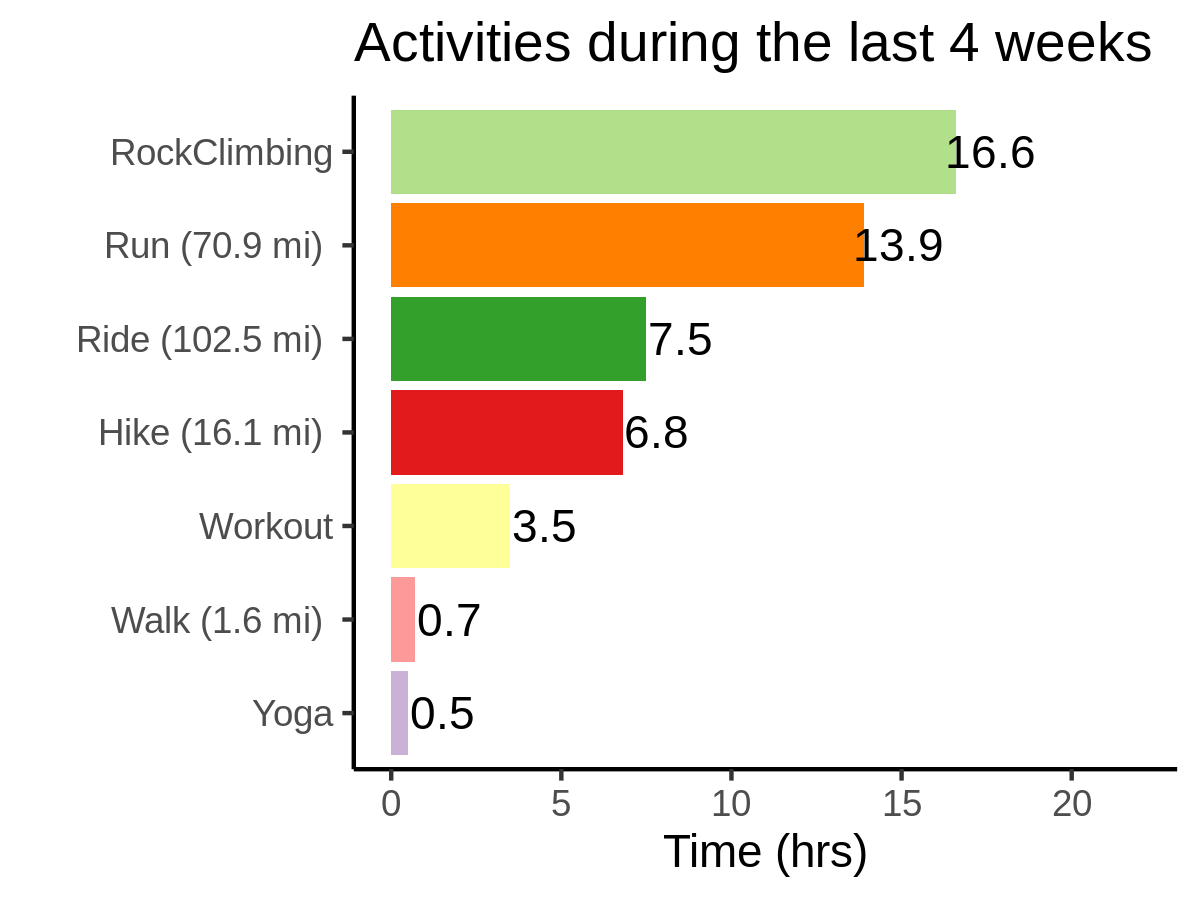 Activities during the last 4 weeks
RockClimbing 16.6
Run (70.9 mi) 13.9
Ride (102.5 mi) 7.5
Hike (16.1 mi) 6.8
Workout 3.5
Walk (1.6 mi) 0.7
Yoga 0.5
0 5 10 15 20
Time (hrs)